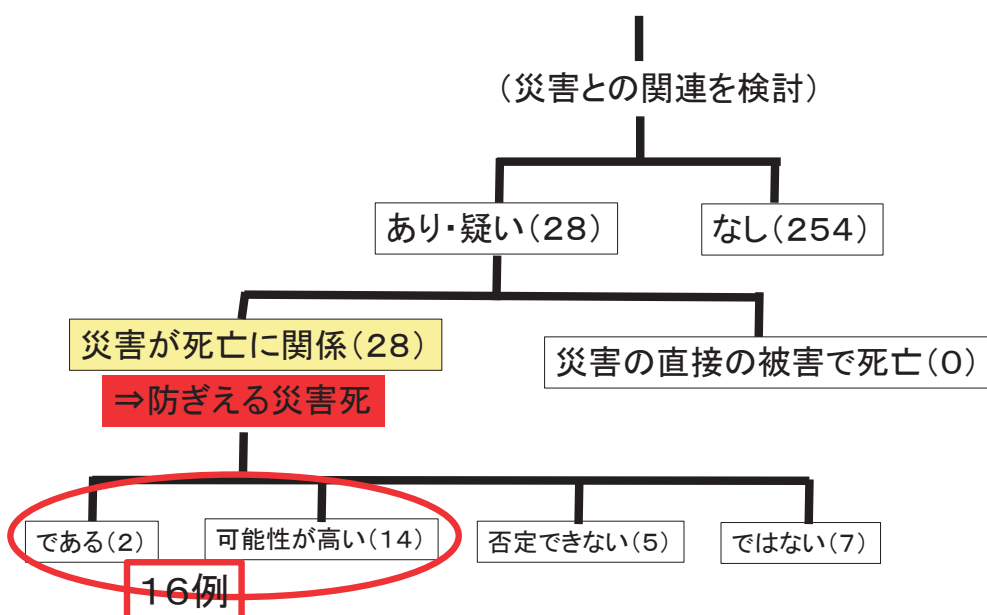 （災害との関連を検討）
あり・疑い（２８）
なし（２５４）
災害が死亡に関係（２８）
災害の直接の被害で死亡（０）
⇒防ぎえる災害死
である（２）
可能性が高い（１４）
否定できない（５）
ではない（７）
１６例